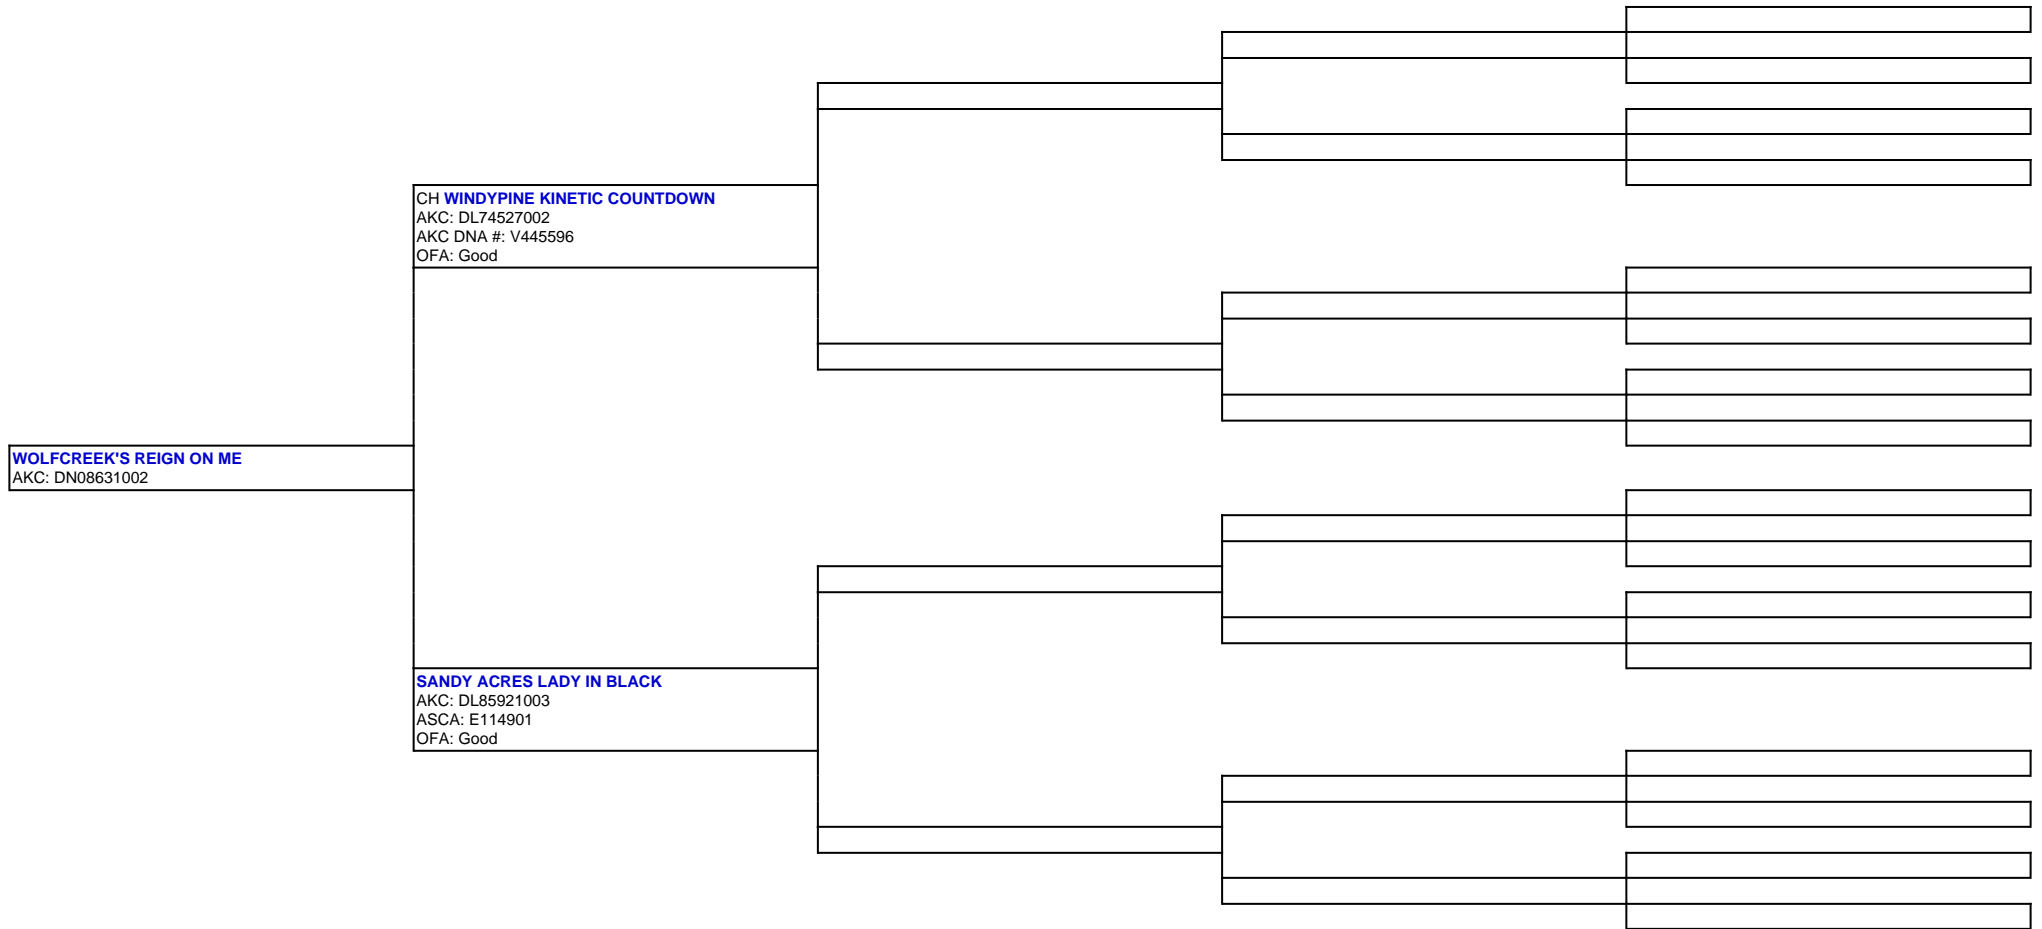 CH WINDYPINE KINETIC COUNTDOWN
AKC: DL74527002
AKC DNA #: V445596
OFA: Good
WOLFCREEK'S REIGN ON ME
AKC: DN08631002
SANDY ACRES LADY IN BLACK
AKC: DL85921003
ASCA: E114901
OFA: Good